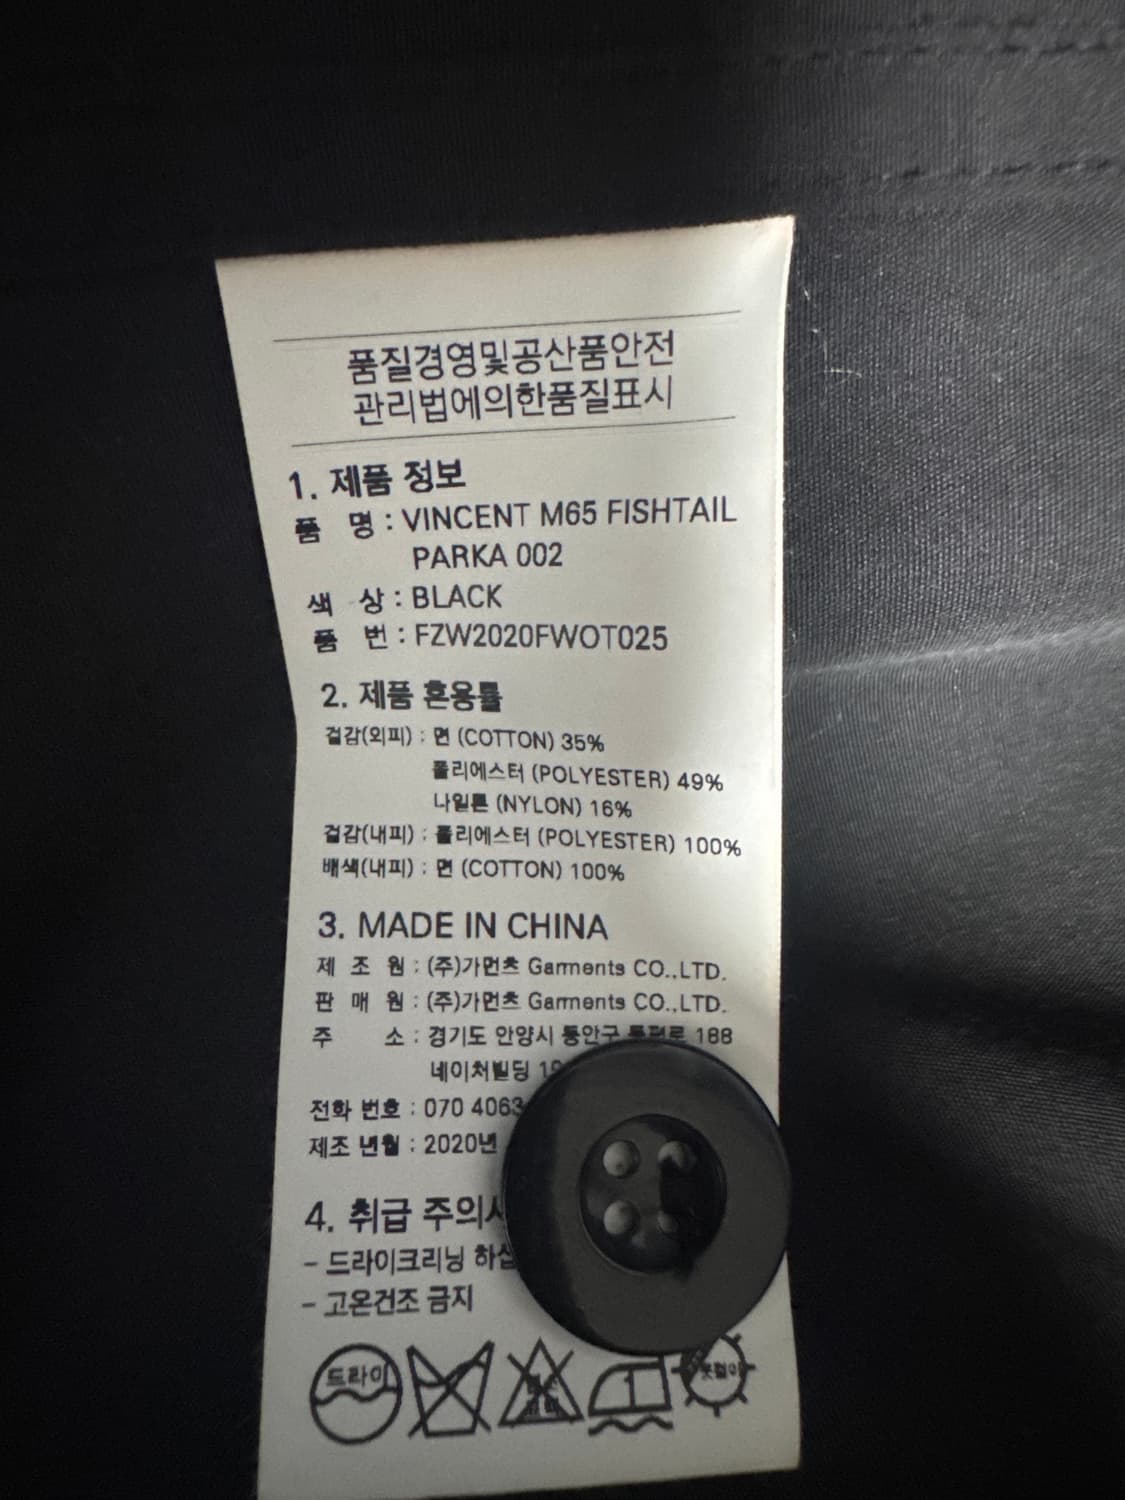 품질경영및공산품안전
관리법에의한품질표시
1. 제품 정보
품 명 : VINCENT M65 FISHTAIL
PARKA 002
색 상 : BLACK
품 번 : FZW2020FWOT025
2. 제품 혼용률
겉감(외피) : 면 (COTTON) 35%
폴리에스터 (POLYESTER) 49%
나일론 (NYLON) 16%
겉감(내피) : 폴리에스터 (POLYESTER) 100%
배색(내피) : 면 (COTTON) 100%
3. MADE IN CHINA
제 조 원 : (주)가먼츠 Garments CO.,LTD.
판 매 원 : (주)가먼츠 Garments CO.,LTD.
주 소 : 경기도 안양시 동안구 188
네이처빌딩
전화 번호 : 070 4063
제조 년월 : 2020년
4. 취급
- 드라이크리닝
- 고온건조 금지
드라이
1